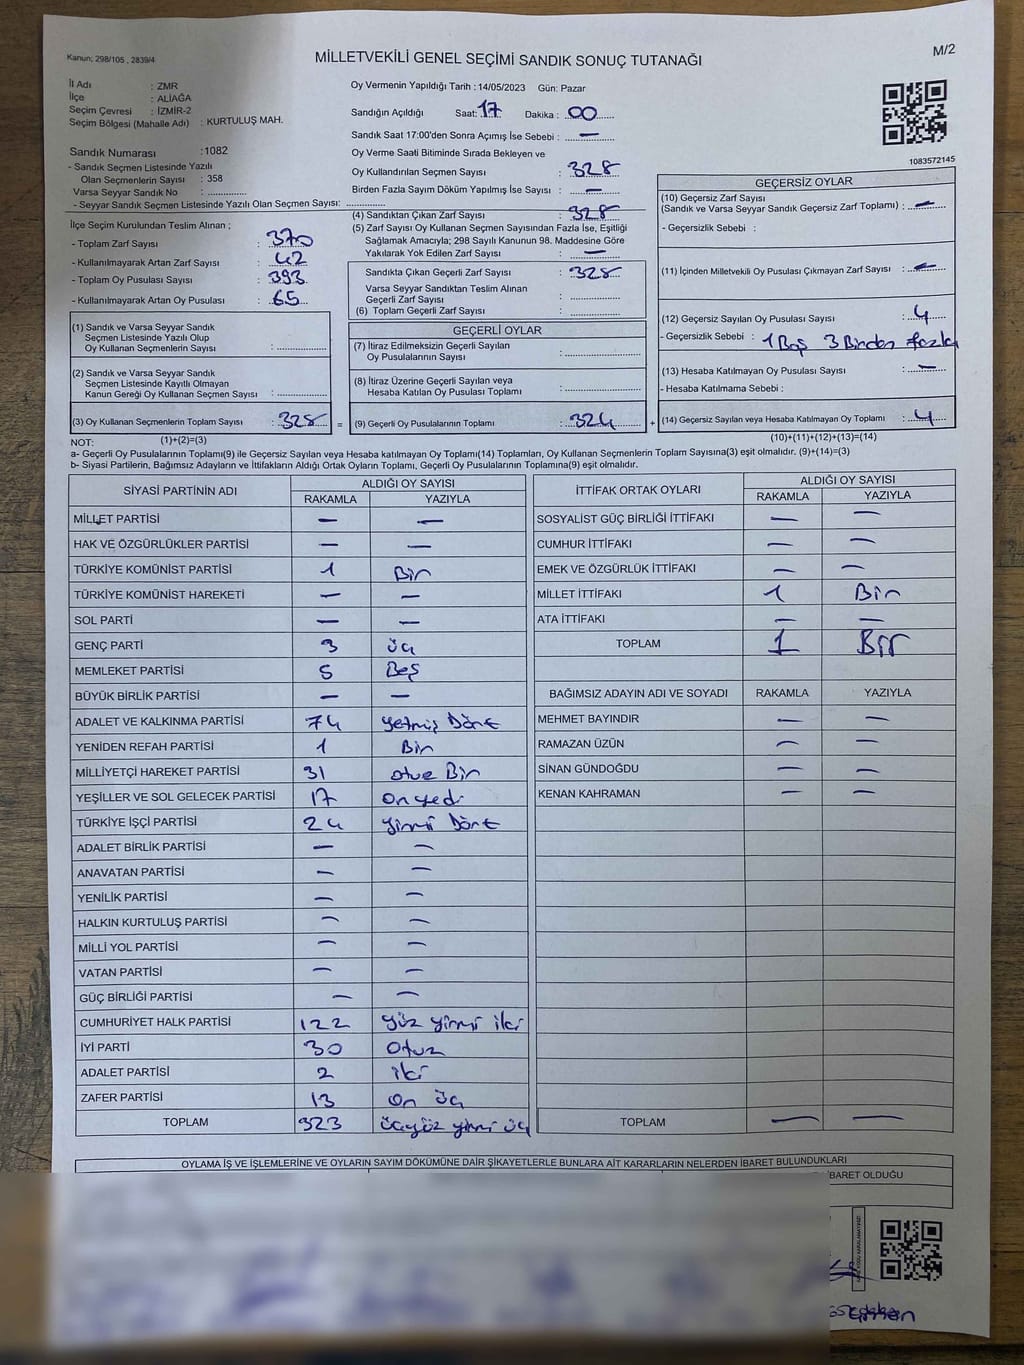 Kanun; 298/105 , 2839/4
MİLLETVEKİLİ GENEL SEÇİMİ SANDIK SONUÇ TUTANAĞI
M/2
İl Adı : ZMR
İlçe : ALİAĞA
Seçim Çevresi : İZMİR-2
Seçim Bölgesi (Mahalle Adı) : KURTULUŞ MAH.
Sandık Numarası :1082
- Sandık Seçmen Listesinde Yazılı
Olan Seçmenlerin Sayısı : 358
Varsa Seyyar Sandık No : ..............
- Seyyar Sandık Seçmen Listesinde Yazılı Olan Seçmen Sayısı: ..............
Oy Vermenin Yapıldığı Tarih : 14/05/2023 Gün: Pazar
Sandığın Açıldığı Saat: 17 Dakika : 00
Sandık Saat 17:00'den Sonra Açımış İse Sebebi : —
Oy Verme Saati Bitiminde Sırada Bekleyen ve
Oy Kullandırılan Seçmen Sayısı : 328
Birden Fazla Sayım Döküm Yapılmış İse Sayısı : —
1083572145
İlçe Seçim Kurulundan Teslim Alınan ;
- Toplam Zarf Sayısı : 370
- Kullanılmayarak Artan Zarf Sayısı : 42
- Toplam Oy Pusulası Sayısı : 393
- Kullanılmayarak Artan Oy Pusulası : 65
(4) Sandıktan Çıkan Zarf Sayısı : 328
(5) Zarf Sayısı Oy Kullanan Seçmen Sayısından Fazla İse, Eşitliği
Sağlamak Amacıyla; 298 Sayılı Kanunun 98. Maddesine Göre
Yakılarak Yok Edilen Zarf Sayısı : —
Sandıkta Çıkan Geçerli Zarf Sayısı : 328
Varsa Seyyar Sandıktan Teslim Alınan
Geçerli Zarf Sayısı : ..............
(6) Toplam Geçerli Zarf Sayısı : ..............
GEÇERSİZ OYLAR
(10) Geçersiz Zarf Sayısı
(Sandık ve Varsa Seyyar Sandık Geçersiz Zarf Toplamı) : —
- Geçersizlik Sebebi :
(11) İçinden Milletvekili Oy Pusulası Çıkmayan Zarf Sayısı : —
(12) Geçersiz Sayılan Oy Pusulası Sayısı : 4
- Geçersizlik Sebebi : 1 Boş 3 Birden fazla
(13) Hesaba Katılmayan Oy Pusulası Sayısı : —
- Hesaba Katılmama Sebebi :
(1) Sandık ve Varsa Seyyar Sandık
Seçmen Listesinde Yazılı Olup
Oy Kullanan Seçmenlerin Sayısı : ..............
(2) Sandık ve Varsa Seyyar Sandık
Seçmen Listesinde Kayıtlı Olmayan
Kanun Gereği Oy Kullanan Seçmen Sayısı : ..............
GEÇERLİ OYLAR
(7) İtiraz Edilmeksizin Geçerli Sayılan
Oy Pusulalarının Sayısı : ..............
(8) İtiraz Üzerine Geçerli Sayılan veya
Hesaba Katılan Oy Pusulası Toplamı : ..............
(3) Oy Kullanan Seçmenlerin Toplam Sayısı : 328 = (9) Geçerli Oy Pusulalarının Toplamı : 324 + (14) Geçersiz Sayılan veya Hesaba Katılmayan Oy Toplamı : 4
NOT: (1)+(2)=(3) (10)+(11)+(12)+(13)=(14)
a- Geçerli Oy Pusulalarının Toplamı(9) ile Geçersiz Sayılan veya Hesaba katılmayan Oy Toplamı(14) Toplamları, Oy Kullanan Seçmenlerin Toplam Sayısına(3) eşit olmalıdır. (9)+(14)=(3)
b- Siyasi Partilerin, Bağımsız Adayların ve İttifakların Aldığı Ortak Oyların Toplamı, Geçerli Oy Pusulalarının Toplamına(9) eşit olmalıdır.
SİYASİ PARTİNİN ADI ALDIĞI OY SAYISI
RAKAMLA YAZIYLA
MİLLET PARTİSİ — —
HAK VE ÖZGÜRLÜKLER PARTİSİ — —
TÜRKİYE KOMÜNİST PARTİSİ 1 Bir
TÜRKİYE KOMÜNİST HAREKETİ — —
SOL PARTİ — —
GENÇ PARTİ 3 üç
MEMLEKET PARTİSİ 5 Beş
BÜYÜK BİRLİK PARTİSİ — —
ADALET VE KALKINMA PARTİSİ 74 Yetmiş Dört
YENİDEN REFAH PARTİSİ 1 Bir
MİLLİYETÇİ HAREKET PARTİSİ 31 otuz Bir
YEŞİLLER VE SOL GELECEK PARTİSİ 17 On yedi
TÜRKİYE İŞÇİ PARTİSİ 24 Yirmi Dört
ADALET BİRLİK PARTİSİ — —
ANAVATAN PARTİSİ — —
YENİLİK PARTİSİ — —
HALKIN KURTULUŞ PARTİSİ — —
MİLLİ YOL PARTİSİ — —
VATAN PARTİSİ — —
GÜÇ BİRLİĞİ PARTİSİ — —
CUMHURİYET HALK PARTİSİ 122 Yüz yirmi iki
İYİ PARTİ 30 Otuz
ADALET PARTİSİ 2 iki
ZAFER PARTİSİ 13 On üç
TOPLAM 323 üçyüz yirmi üç
İTTİFAK ORTAK OYLARI ALDIĞI OY SAYISI
RAKAMLA YAZIYLA
SOSYALİST GÜÇ BİRLİĞİ İTTİFAKI — —
CUMHUR İTTİFAKI — —
EMEK VE ÖZGÜRLÜK İTTİFAKI — —
MİLLET İTTİFAKI 1 Bir
ATA İTTİFAKI — —
TOPLAM 1 Bir
BAĞIMSIZ ADAYIN ADI VE SOYADI RAKAMLA YAZIYLA
MEHMET BAYINDIR — —
RAMAZAN ÜZÜN — —
SİNAN GÜNDOĞDU — —
KENAN KAHRAMAN — —
TOPLAM — —
OYLAMA İŞ VE İŞLEMLERİNE VE OYLARIN SAYIM DÖKÜMÜNE DAİR ŞİKAYETLERLE BUNLARA AİT KARARLARIN NELERDEN İBARET BULUNDUKLARI
İBARET OLDUĞU